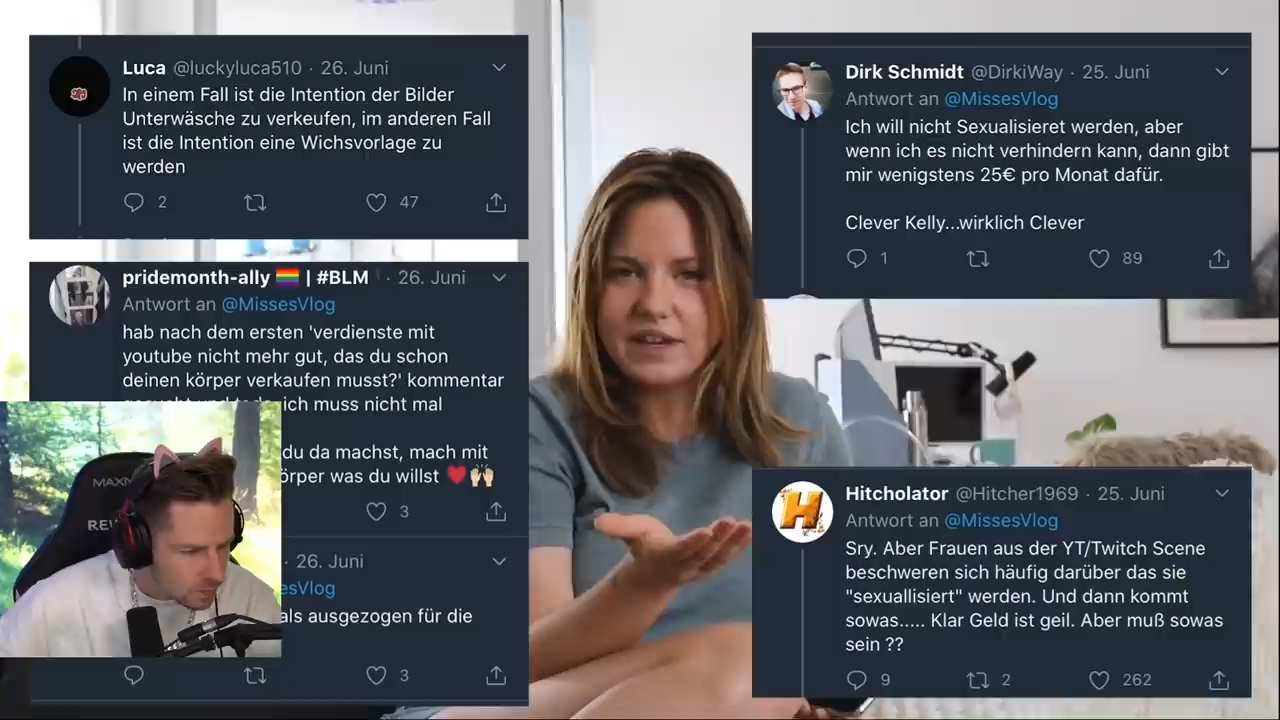 Luca @luckyluca510 · 26. Juni
In einem Fall ist die Intention der Bilder
Unterwäsche zu verkeufen, im anderen Fall
ist die Intention eine Wichsvorlage zu
werden
2
47
pridemonth-ally 🏳️‍🌈 | #BLM · 26. Juni
Antwort an @MissesVlog
hab nach dem ersten 'verdienste mit
youtube nicht mehr gut, das du schon
deinen körper verkaufen musst?' kommentar
ich muss nicht mal
du da machst, mach mit
örper was du willst ❤️🙌🏻
3
· 26. Juni
esVlog
als ausgezogen für die
3
MAXN
Dirk Schmidt @DirkiWay · 25. Juni
Antwort an @MissesVlog
Ich will nicht Sexualisieret werden, aber
wenn ich es nicht verhindern kann, dann gibt
mir wenigstens 25€ pro Monat dafür.
Clever Kelly...wirklich Clever
1
89
H
Hitcholator @Hitcher1969 · 25. Juni
Antwort an @MissesVlog
Sry. Aber Frauen aus der YT/Twitch Scene
beschweren sich häufig darüber das sie
"sexuallisiert" werden. Und dann kommt
sowas..... Klar Geld ist geil. Aber muß sowas
sein ??
9
2
262